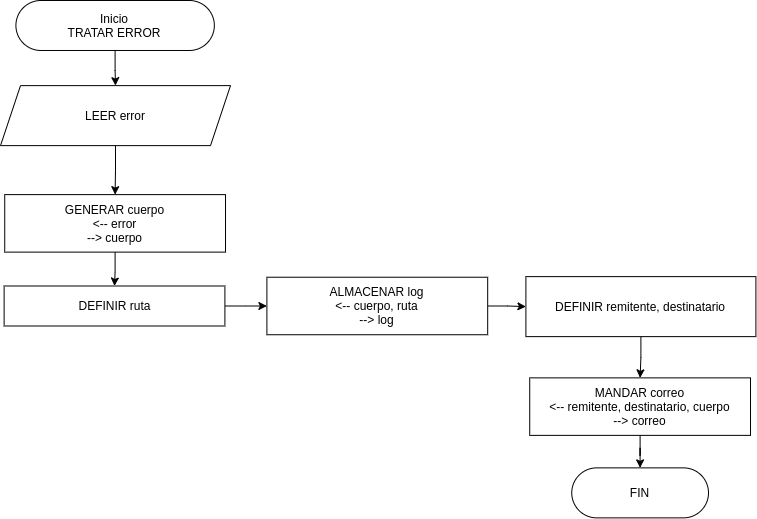 Inicio
TRATAR ERROR
LEER error
GENERAR cuerpo
<-- error
--> cuerpo
DEFINIR ruta
ALMACENAR log
<-- cuerpo, ruta
--> log
DEFINIR remitente, destinatario
MANDAR correo
<-- remitente, destinatario, cuerpo
--> correo
FIN